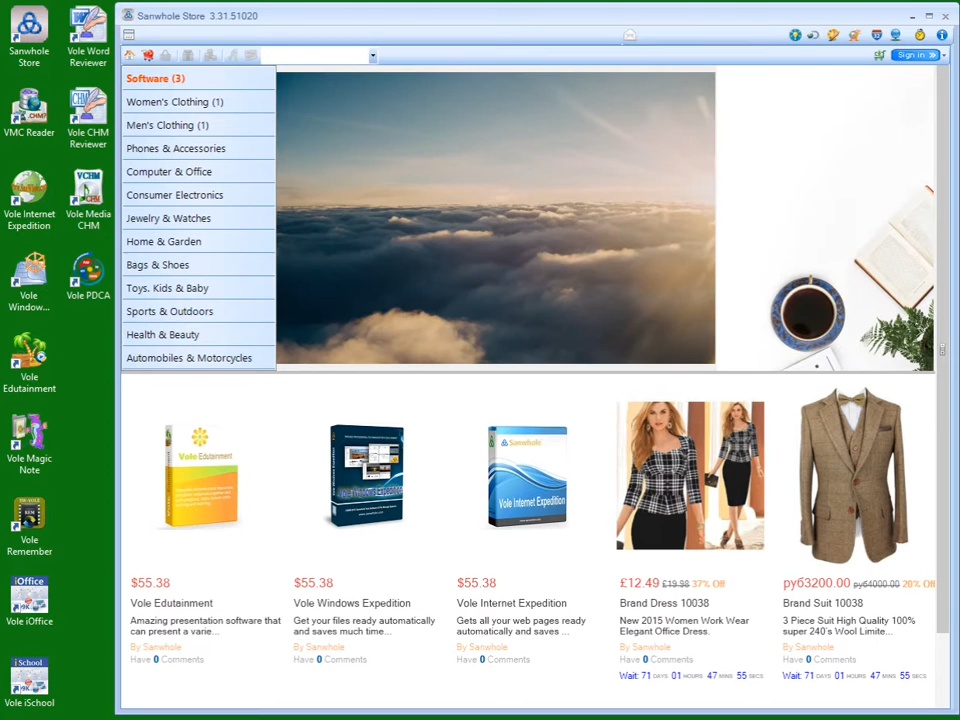 Sanwhole Store
Vole Word Reviewer
VMC Reader
Vole CHM Reviewer
Vole Internet Expedition
Vole Media CHM
Vole Window...
Vole PDCA
Vole Edutainment
Vole Magic Note
Vole Remember
Vole iOffice
Vole iSchool
Sanwhole Store 3.31.51020
Sign in
Software (3)
Women's Clothing (1)
Men's Clothing (1)
Phones & Accessories
Computer & Office
Consumer Electronics
Jewelry & Watches
Home & Garden
Bags & Shoes
Toys. Kids & Baby
Sports & Outdoors
Health & Beauty
Automobiles & Motorcycles
Vole Edutainment
Sanwhole
Vole Internet Expedition
$55.38
Vole Edutainment
Amazing presentation software that
can present a varie...
By Sanwhole
Have 0 Comments
$55.38
Vole Windows Expedition
Get your files ready automatically
and saves much time...
By Sanwhole
Have 0 Comments
$55.38
Vole Internet Expedition
Gets all your web pages ready
automatically and saves ...
By Sanwhole
Have 0 Comments
£12.49 £19.98 37% Off
Brand Dress 10038
New 2015 Women Work Wear
Elegant Office Dress.
By Sanwhole
Have 0 Comments
Wait: 71 DAYS 01 HOURS 47 MINS 55 SECS
руб3200.00 руб4000.00 20% Off
Brand Suit 10038
3 Piece Suit High Quality 100%
super 240's Wool Limite...
By Sanwhole
Have 0 Comments
Wait: 71 DAYS 01 HOURS 47 MINS 55 SECS